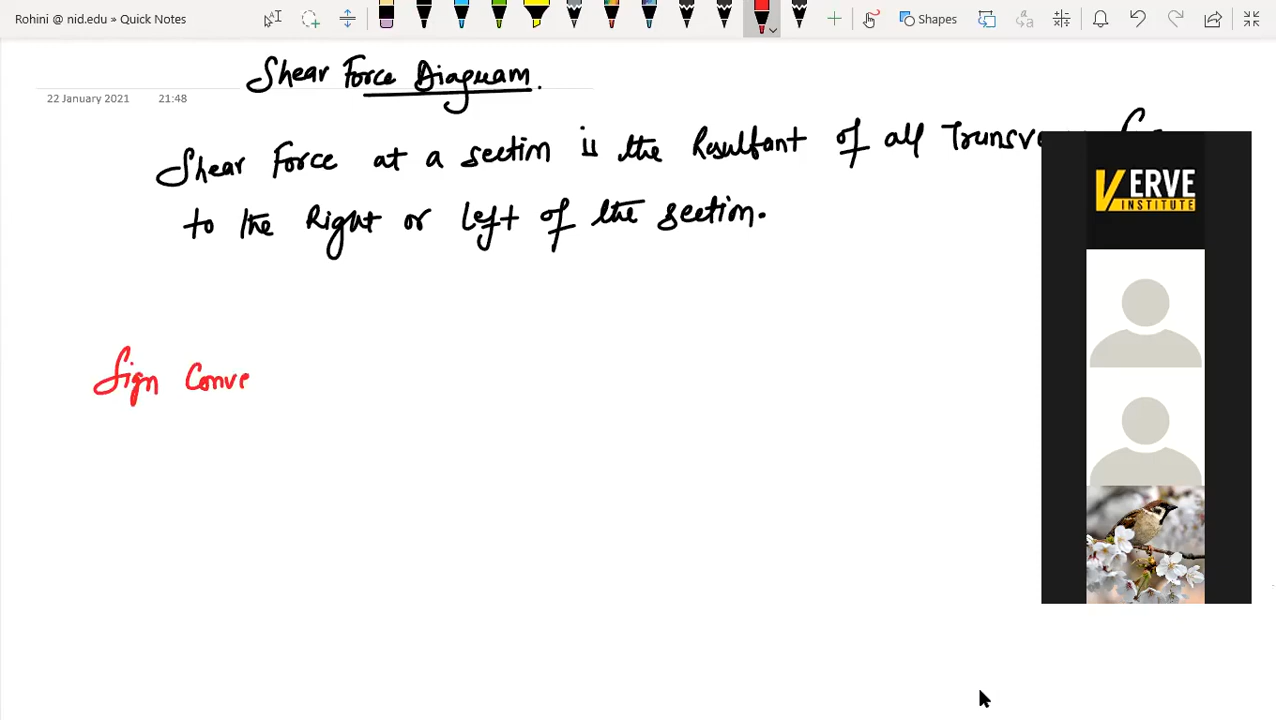 Rohini @ nid.edu » Quick Notes
Shapes
Shear Force Diagram.
22 January 2021 21:48
Shear Force at a section is the Resultant of all
to the Right or Left of the section.
VERVE
INSTITUTE
Sign Conve